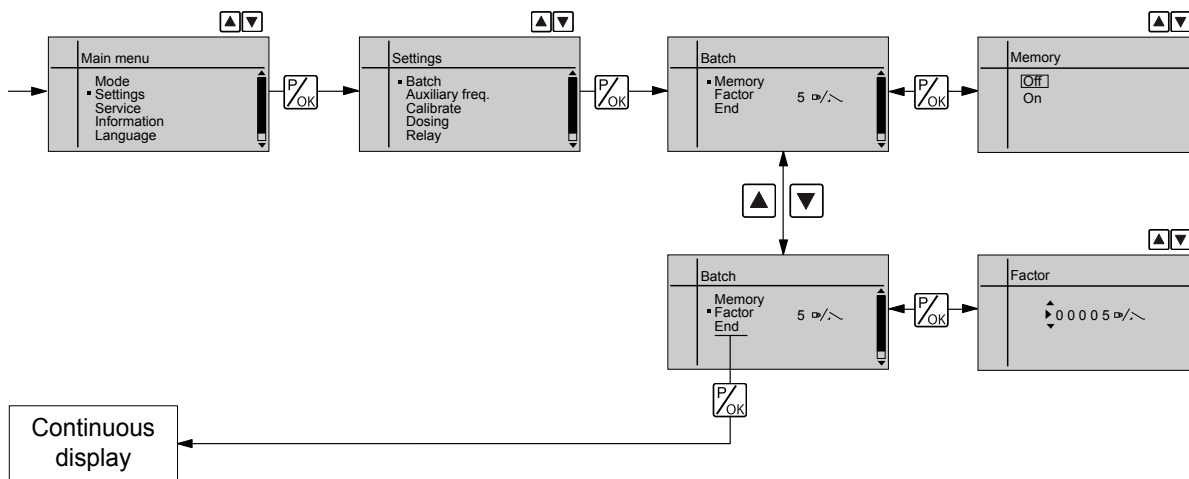 Main menu
Mode
Settings
Service
Information
Language
P/OK
Settings
Batch
Auxiliary freq.
Calibrate
Dosing
Relay
P/OK
Batch
Memory
Factor 5
End
P/OK
Memory
Off
On
Batch
Memory
Factor 5
End
P/OK
Factor
00005
P/OK
Continuous
display